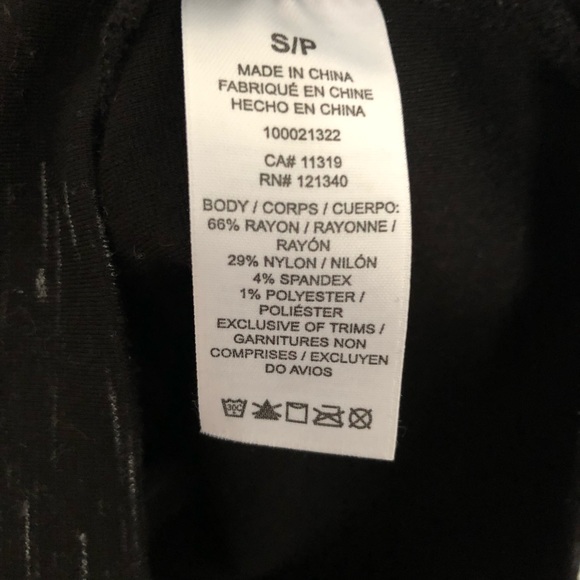 S/P
MADE IN CHINA
FABRIQUÉ EN CHINE
HECHO EN CHINA
100021322
CA# 11319
RN# 121340
BODY / CORPS / CUERPO:
66% RAYON / RAYONNE /
RAYÓN
29% NYLON / NILÓN
4% SPANDEX
1% POLYESTER /
POLIÉSTER
EXCLUSIVE OF TRIMS /
GARNITURES NON
COMPRISES / EXCLUYEN
DO AVIOS